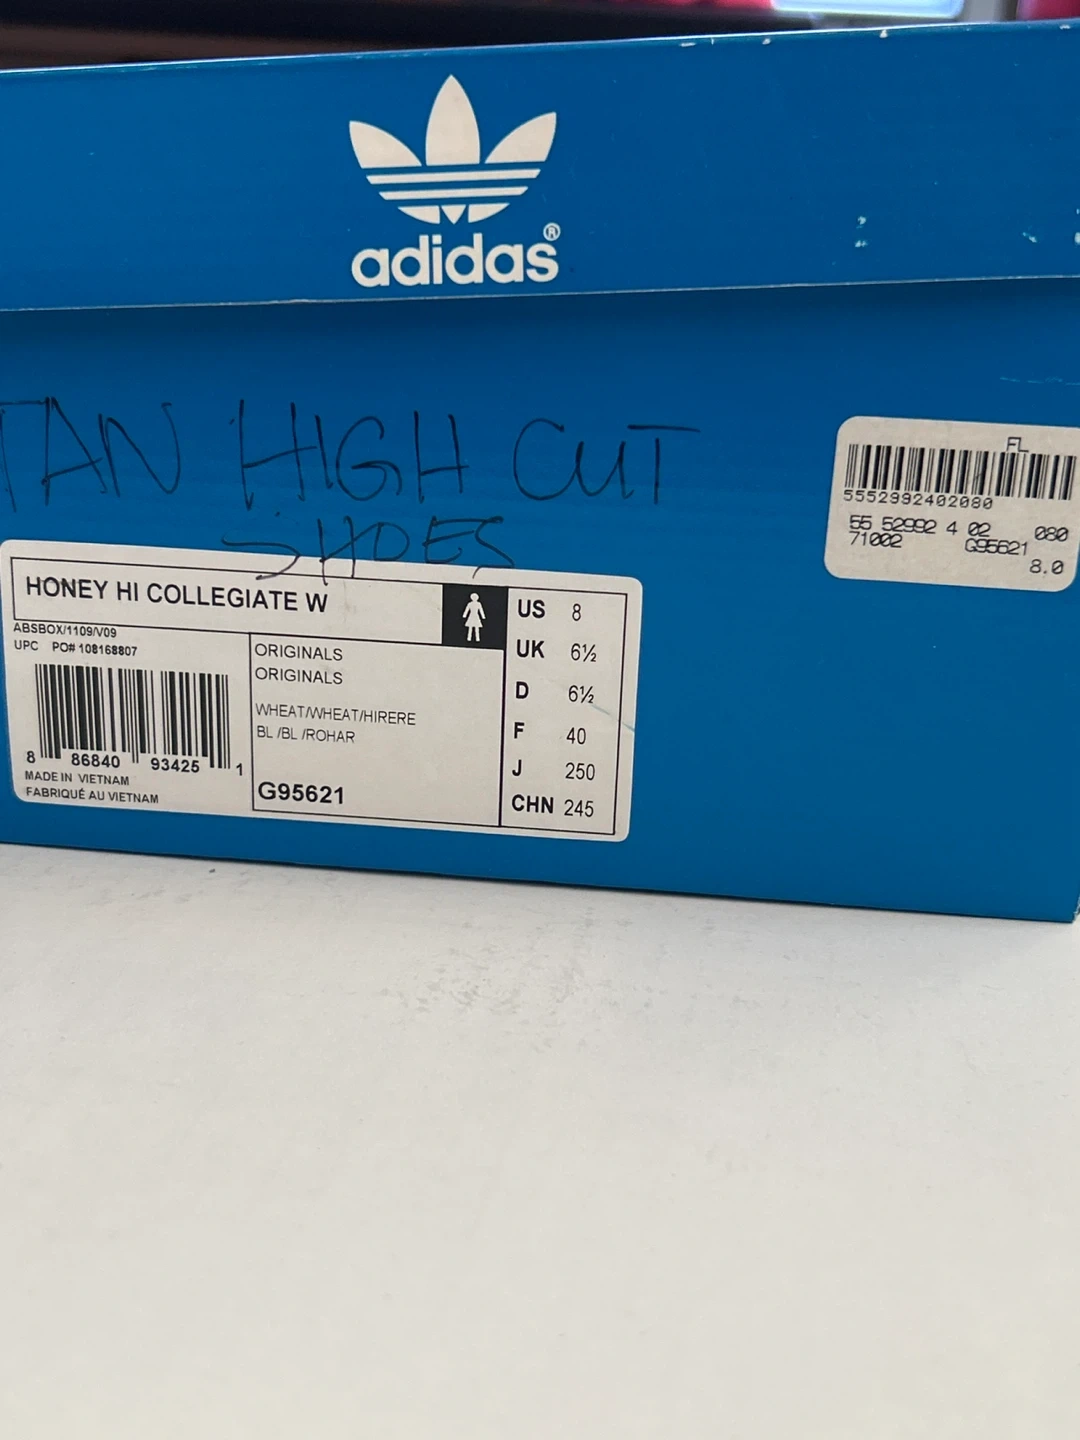 adidas®
TAN HIGH CUT
SHOES
FL
5552992402080
55 52992 4 02 080
71002 G95621
8.0
HONEY HI COLLEGIATE W
ABSBOX/1109/V09
UPC PO# 108168807
8 86840 93425 1
MADE IN VIETNAM
FABRIQUÉ AU VIETNAM
ORIGINALS
ORIGINALS
WHEAT/WHEAT/HIRERE
BL /BL /ROHAR
G95621
US 8
UK 6½
D 6½
F 40
J 250
CHN 245